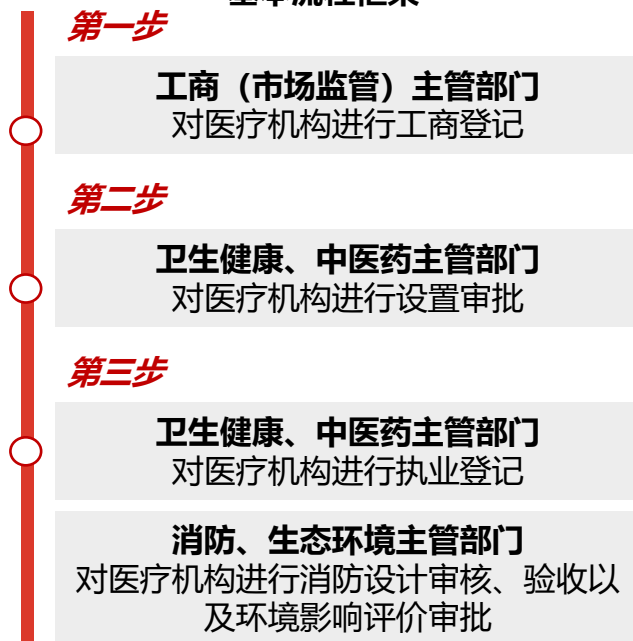 第一步
工商（市场监管）主管部门
对医疗机构进行工商登记
第二步
卫生健康、中医药主管部门
对医疗机构进行设置审批
第三步
卫生健康、中医药主管部门
对医疗机构进行执业登记
消防、生态环境主管部门
对医疗机构进行消防设计审核、验收以
及环境影响评价审批